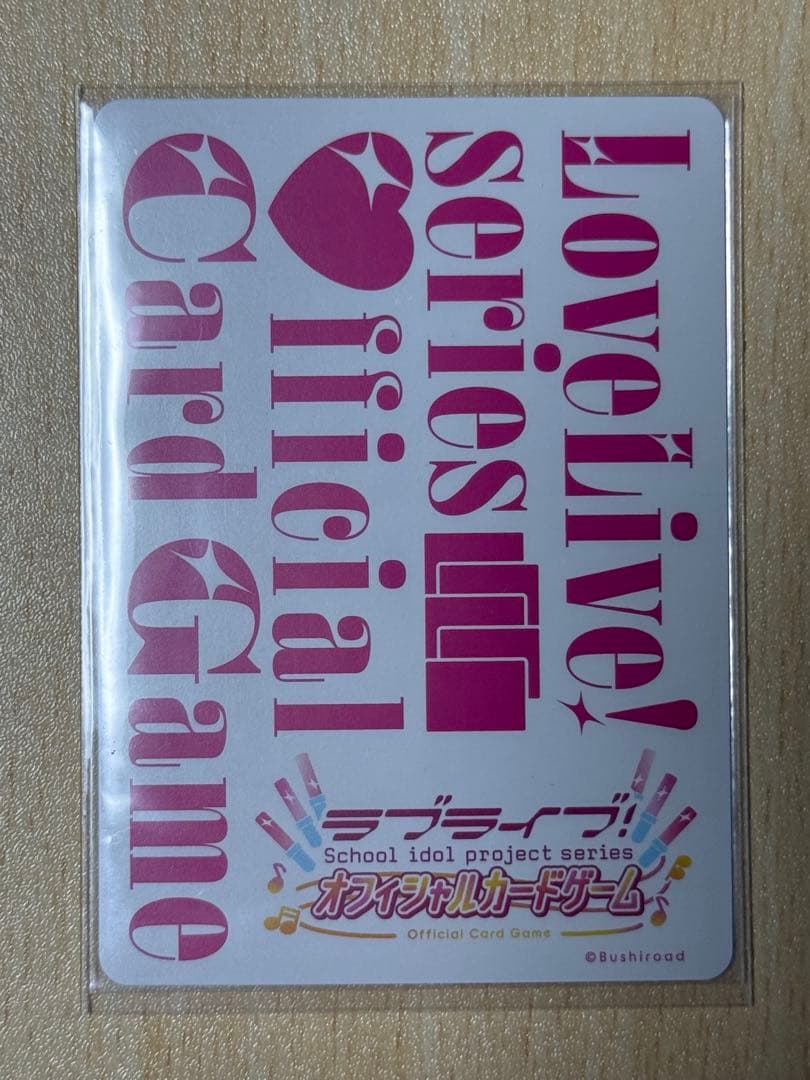 LoveLive!
series
Official
Card Game
ラブライブ!
School idol project series
オフィシャルカードゲーム
Official Card Game
©Bushiroad